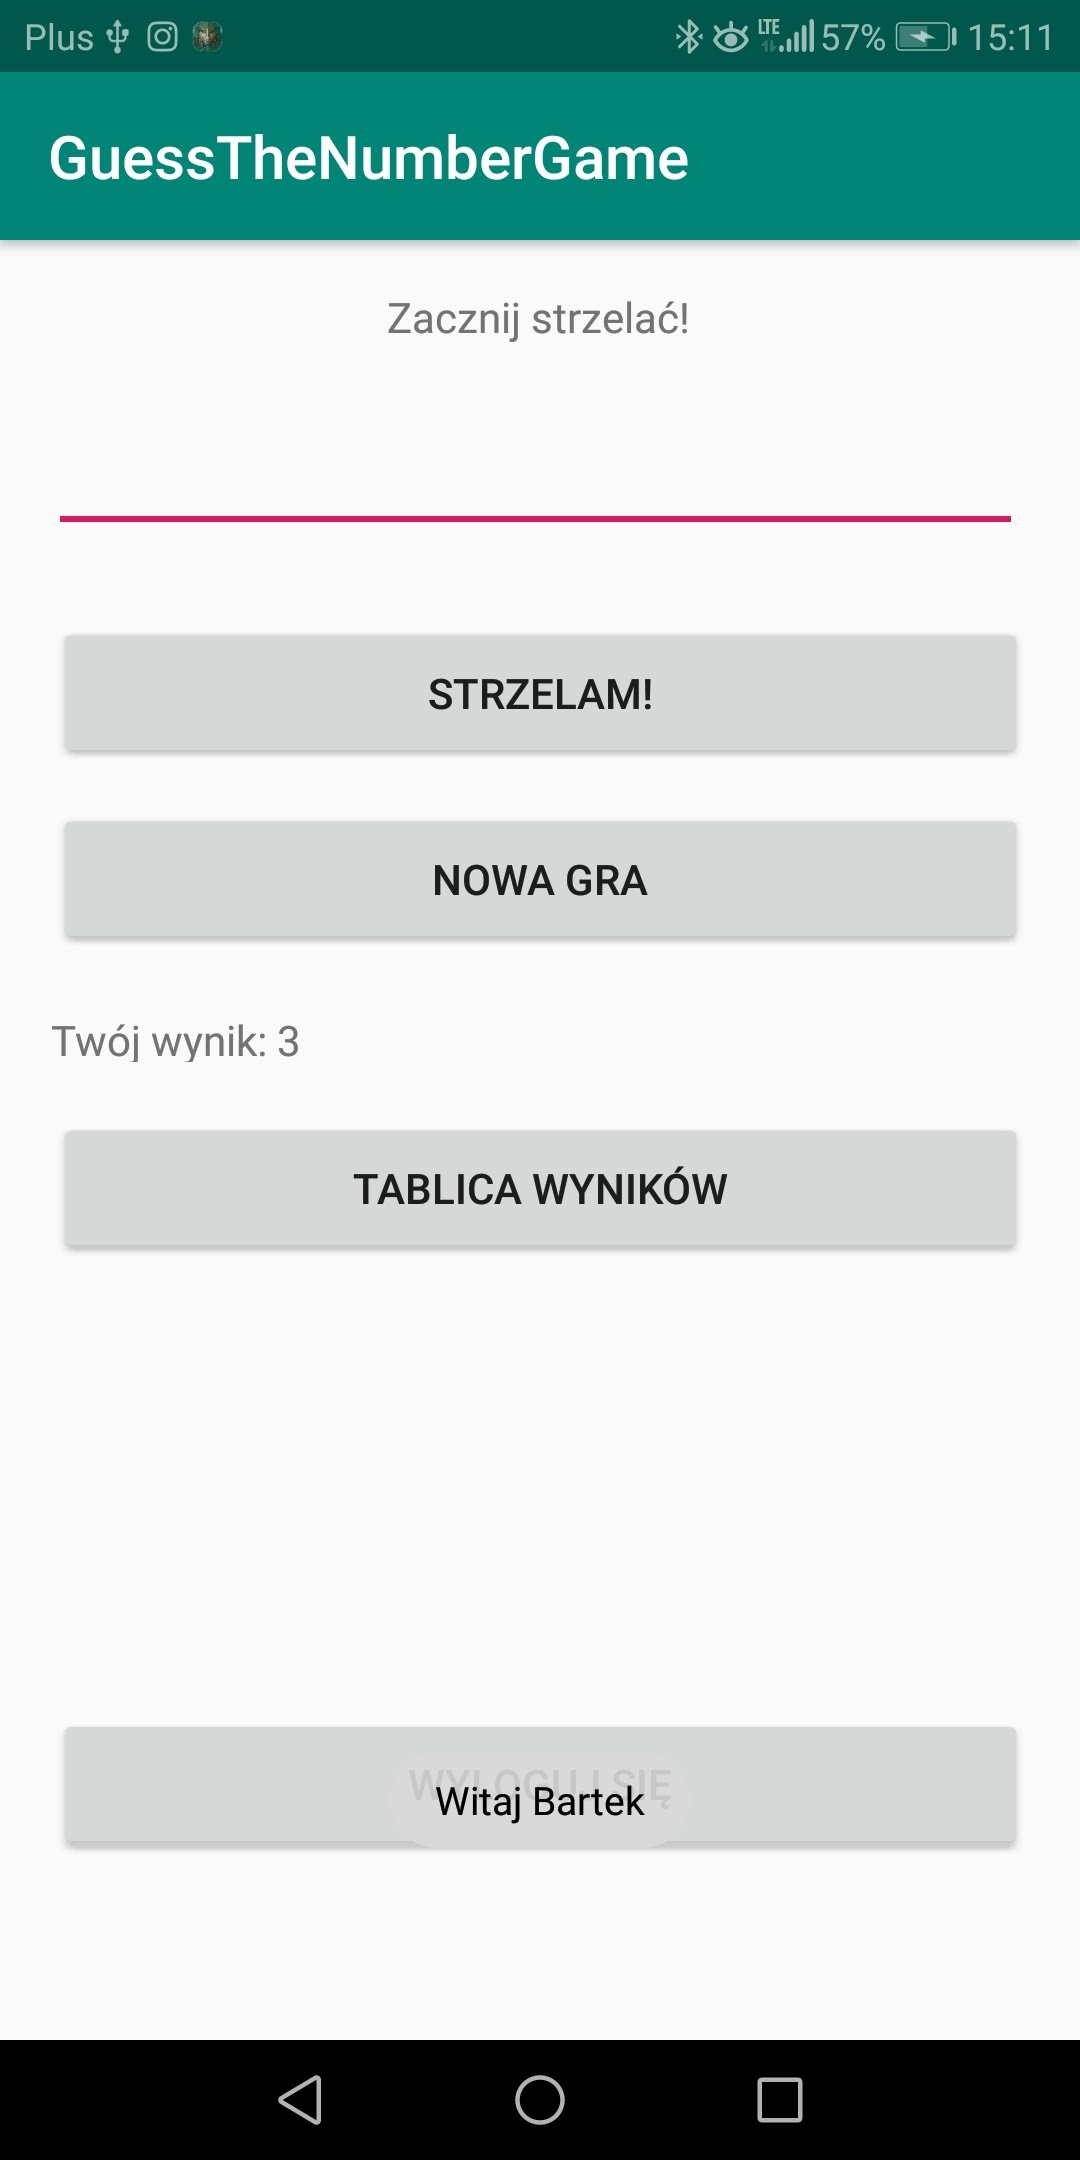 Plus LTE 57% 15:11
GuessTheNumberGame
Zacznij strzelać!
STRZELAM!
NOWA GRA
Twój wynik: 3
TABLICA WYNIKÓW
WYLOGUJ SIĘ
Witaj Bartek